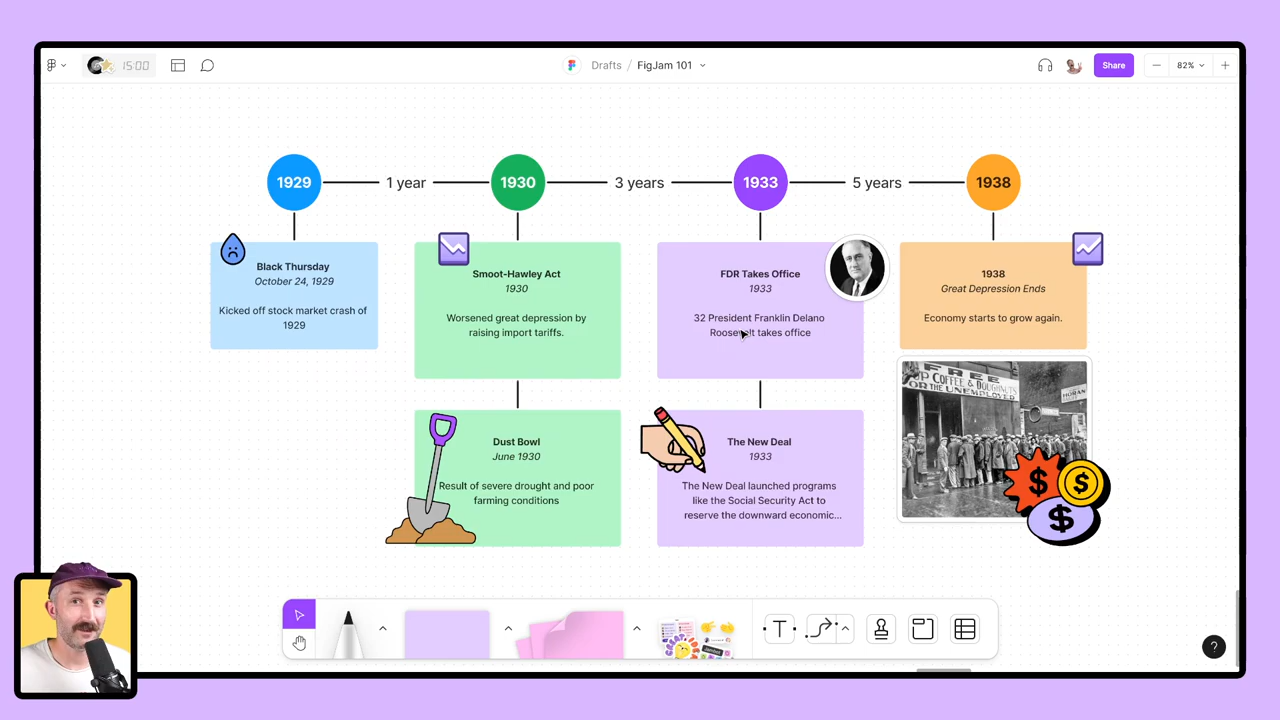 15:00
Drafts / FigJam 101
Share
82%
1929
1 year
1930
3 years
1933
5 years
1938
Black Thursday
October 24, 1929
Kicked off stock market crash of
1929
Smoot-Hawley Act
1930
Worsened great depression by
raising import tariffs.
FDR Takes Office
1933
32 President Franklin Delano
Roosevelt takes office
1938
Great Depression Ends
Economy starts to grow again.
Dust Bowl
June 1930
Result of severe drought and poor
farming conditions
The New Deal
1933
The New Deal launched programs
like the Social Security Act to
reserve the downward economic...
FREE
COFFEE & DOUGHNUTS
FOR THE UNEMPLOYED
$
$
$
T
?